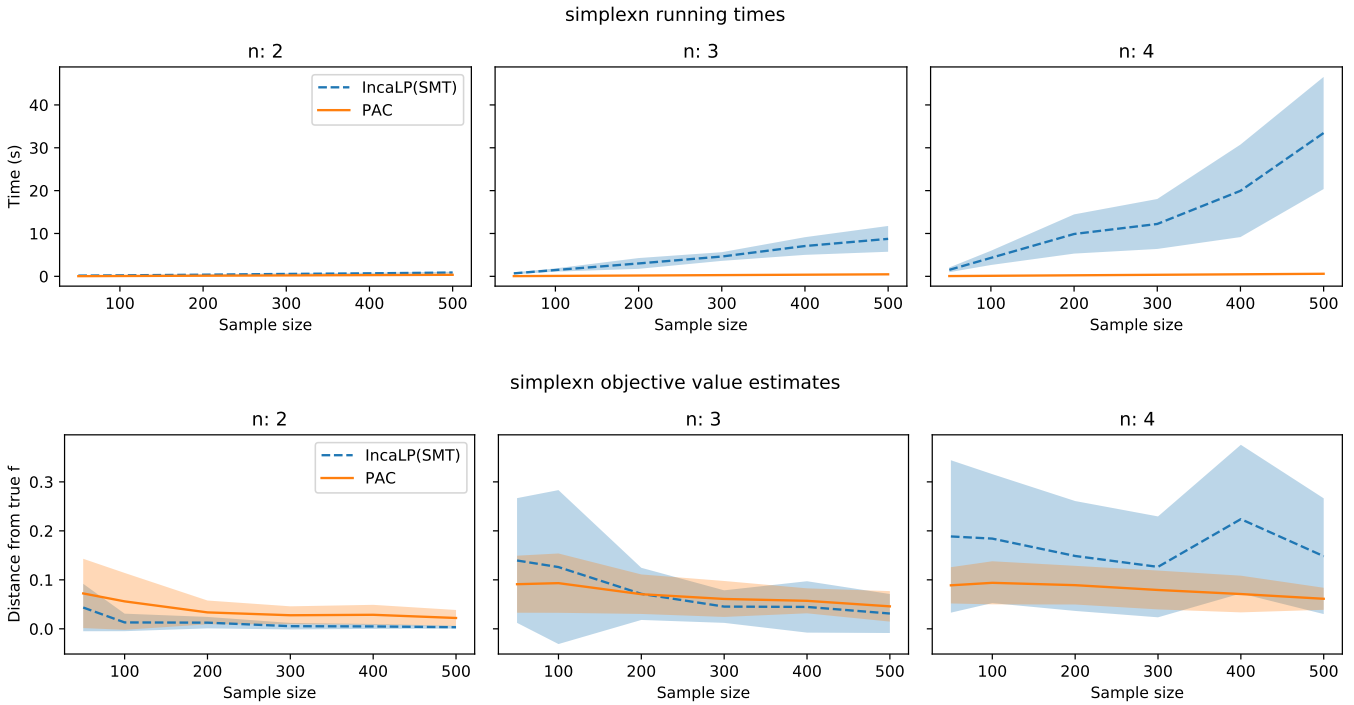 simplexn running times
n: 2
n: 3
n: 4
IncaLP(SMT)
PAC
Time (s)
40
30
20
10
0
100 200 300 400 500
100 200 300 400 500
100 200 300 400 500
Sample size
Sample size
Sample size
simplexn objective value estimates
n: 2
n: 3
n: 4
IncaLP(SMT)
PAC
Distance from true f
0.3
0.2
0.1
0.0
100 200 300 400 500
100 200 300 400 500
100 200 300 400 500
Sample size
Sample size
Sample size